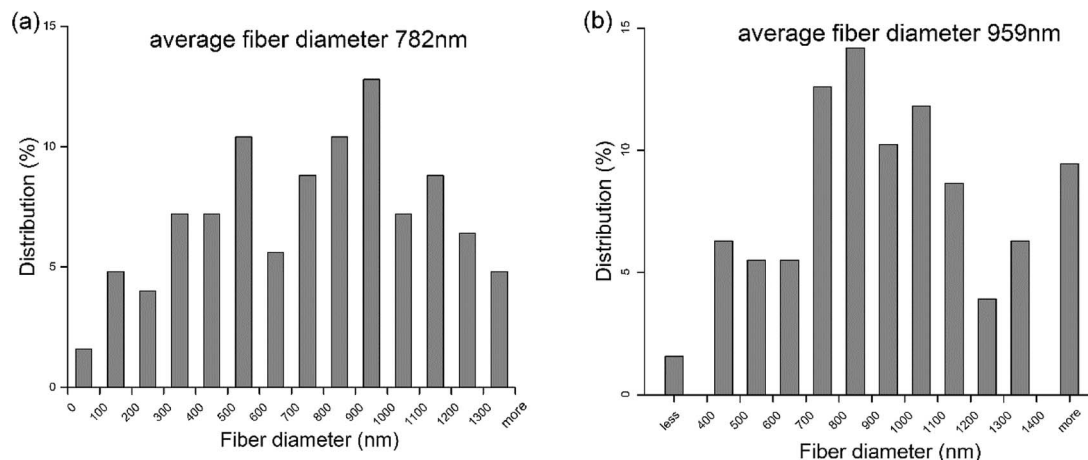 (a)
average fiber diameter 782nm
15
10
5
0
Distribution (%)
0 100 200 300 400 500 600 700 800 900 1000 1100 1200 1300 more
Fiber diameter (nm)
(b)
average fiber diameter 959nm
15
10
5
0
Distribution (%)
less 400 500 600 700 800 900 1000 1100 1200 1300 1400 more
Fiber diameter (nm)